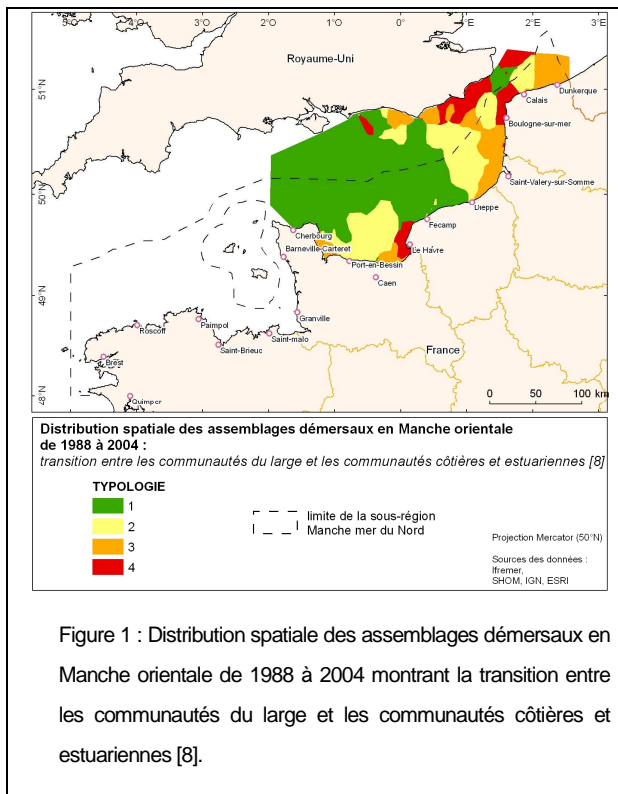 5°W 4°W 3°W 2°W 1°W 0° 1°E 2°E 3°E
Royaume-Uni
51°N
Dunkerque
Calais
Boulogne-sur-mer
50°N
Saint-Valery-sur-Somme
Dieppe
Fecamp
Cherbourg
Le Havre
Barneville-Carteret
Port-en-Bessin
Caen
49°N
Granville
Roscoff
Paimpol
Saint-malo
Saint-Brieuc
France
Brest
48°N
Quimper
0 50 100 km
Distribution spatiale des assemblages démersaux en Manche orientale
de 1988 à 2004 :
transition entre les communautés du large et les communautés côtières et estuariennes [8]
TYPOLOGIE
1
2
3
4
limite de la sous-région
Manche mer du Nord
Projection Mercator (50°N)
Sources des données :
Ifremer,
SHOM, IGN, ESRI
Figure 1 : Distribution spatiale des assemblages démersaux en
Manche orientale de 1988 à 2004 montrant la transition entre
les communautés du large et les communautés côtières et
estuariennes [8].